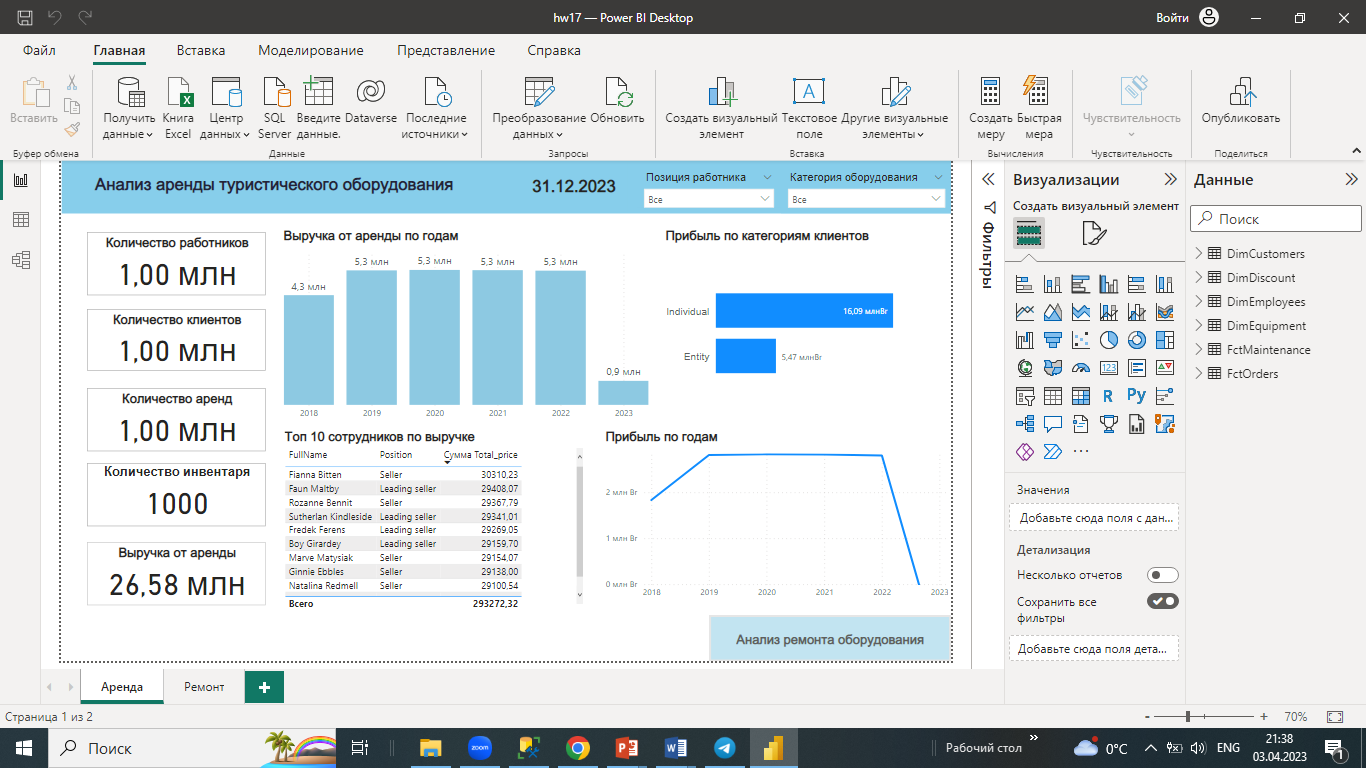 hw17 — Power BI Desktop
Войти
Файл
Главная
Вставка
Моделирование
Представление
Справка
Вставить
Получить данные
Книга Excel
Центр данных
SQL Server
Введите данные.
Dataverse
Последние источники
Преобразование данных
Обновить
Создать визуальный элемент
Текстовое поле
Другие визуальные элементы
Создать меру
Быстрая мера
Чувствительность
Опубликовать
Буфер обмена
Данные
Запросы
Вставка
Вычисления
Чувствительность
Поделиться
Анализ аренды туристического оборудования
31.12.2023
Позиция работника
Все
Категория оборудования
Все
Количество работников
1,00 МЛН
Количество клиентов
1,00 МЛН
Количество аренд
1,00 МЛН
Количество инвентаря
1000
Выручка от аренды
26,58 МЛН
Выручка от аренды по годам
4,3 млн
5,3 млн
5,3 млн
5,3 млн
5,3 млн
0,9 млн
2018
2019
2020
2021
2022
2023
Прибыль по категориям клиентов
Individual
16,09 млнBr
Entity
5,47 млнBr
Топ 10 сотрудников по выручке
FullName Position Сумма Total_price
Fianna Bitten Seller 30310,23
Faun Maltby Leading seller 29408,07
Rozanne Bennit Seller 29367,79
Sutherlan Kindleside Leading seller 29341,01
Fredek Ferens Leading seller 29269,05
Boy Girardey Leading seller 29159,70
Marve Matysiak Seller 29154,07
Ginnie Ebbles Seller 29138,00
Natalina Redmell Seller 29100,54
Всего 293272,32
Прибыль по годам
2 млн Br
1 млн Br
0 млн Br
2018
2019
2020
2021
2022
2023
Анализ ремонта оборудования
Фильтры
Визуализации
Создать визуальный элемент
123
R
Py
Значения
Добавьте сюда поля с дан...
Детализация
Несколько отчетов
Сохранить все фильтры
Добавьте сюда поля дета...
Данные
Поиск
DimCustomers
DimDiscount
DimEmployees
DimEquipment
FctMaintenance
FctOrders
Аренда
Ремонт
Страница 1 из 2
70%
Поиск
zoom
Рабочий стол
0°C
ENG
21:38
03.04.2023
1